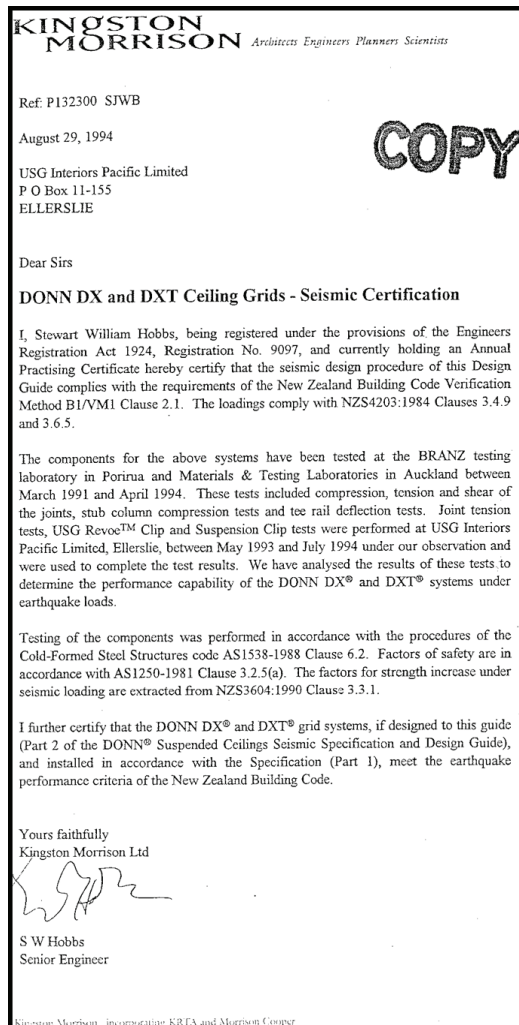 KINGSTON
MORRISON Architects Engineers Planners Scientists
Ref: P132300 SJWB
August 29, 1994
COPY
USG Interiors Pacific Limited
P O Box 11-155
ELLERSLIE
Dear Sirs
DONN DX and DXT Ceiling Grids - Seismic Certification
I, Stewart William Hobbs, being registered under the provisions of the Engineers
Registration Act 1924, Registration No. 9097, and currently holding an Annual
Practising Certificate hereby certify that the seismic design procedure of this Design
Guide complies with the requirements of the New Zealand Building Code Verification
Method B1/VM1 Clause 2.1. The loadings comply with NZS4203:1984 Clauses 3.4.9
and 3.6.5.
The components for the above systems have been tested at the BRANZ testing
laboratory in Porirua and Materials & Testing Laboratories in Auckland between
March 1991 and April 1994. These tests included compression, tension and shear of
the joints, stub column compression tests and tee rail deflection tests. Joint tension
tests, USG Revoe™ Clip and Suspension Clip tests were performed at USG Interiors
Pacific Limited, Ellerslie, between May 1993 and July 1994 under our observation and
were used to complete the test results. We have analysed the results of these tests to
determine the performance capability of the DONN DX® and DXT® systems under
earthquake loads.
Testing of the components was performed in accordance with the procedures of the
Cold-Formed Steel Structures code AS1538-1988 Clause 6.2. Factors of safety are in
accordance with AS1250-1981 Clause 3.2.5(a). The factors for strength increase under
seismic loading are extracted from NZS3604:1990 Clause 3.3.1.
I further certify that the DONN DX® and DXT® grid systems, if designed to this guide
(Part 2 of the DONN® Suspended Ceilings Seismic Specification and Design Guide),
and installed in accordance with the Specification (Part 1), meet the earthquake
performance criteria of the New Zealand Building Code.
Yours faithfully
Kingston Morrison Ltd
S W Hobbs
Senior Engineer
Kingston Morrison incorporating KRTA and Morrison Cooper